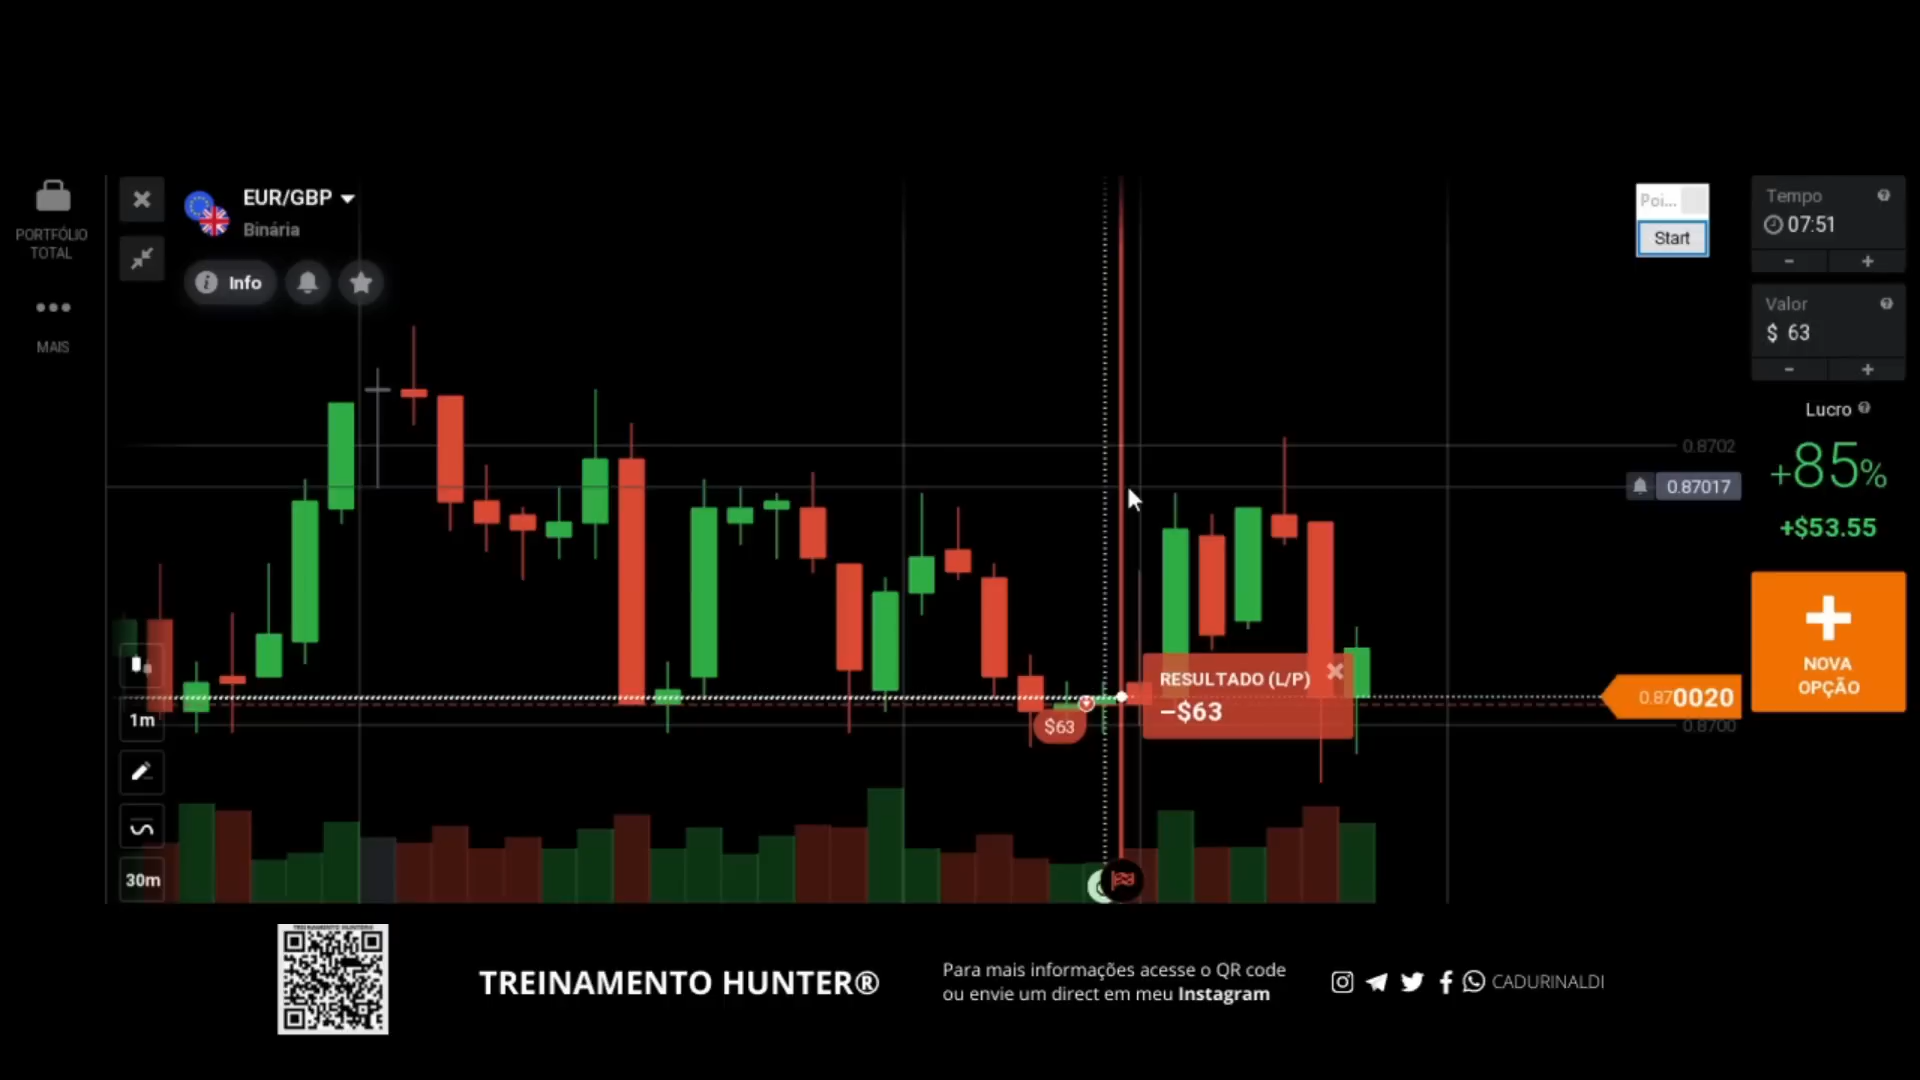 PORTFÓLIO
TOTAL
MAIS
EUR/GBP
Binária
Info
Poi...
Start
Tempo
07:51
- +
Valor
$ 63
- +
Lucro
+85%
+$53.55
NOVA
OPÇÃO
0.8702
0.87017
0.870020
0.8700
RESULTADO (L/P)
–$63
$63
1m
30m
TREINAMENTO HUNTER®
Para mais informações acesse o QR code
ou envie um direct em meu Instagram
CADURINALDI